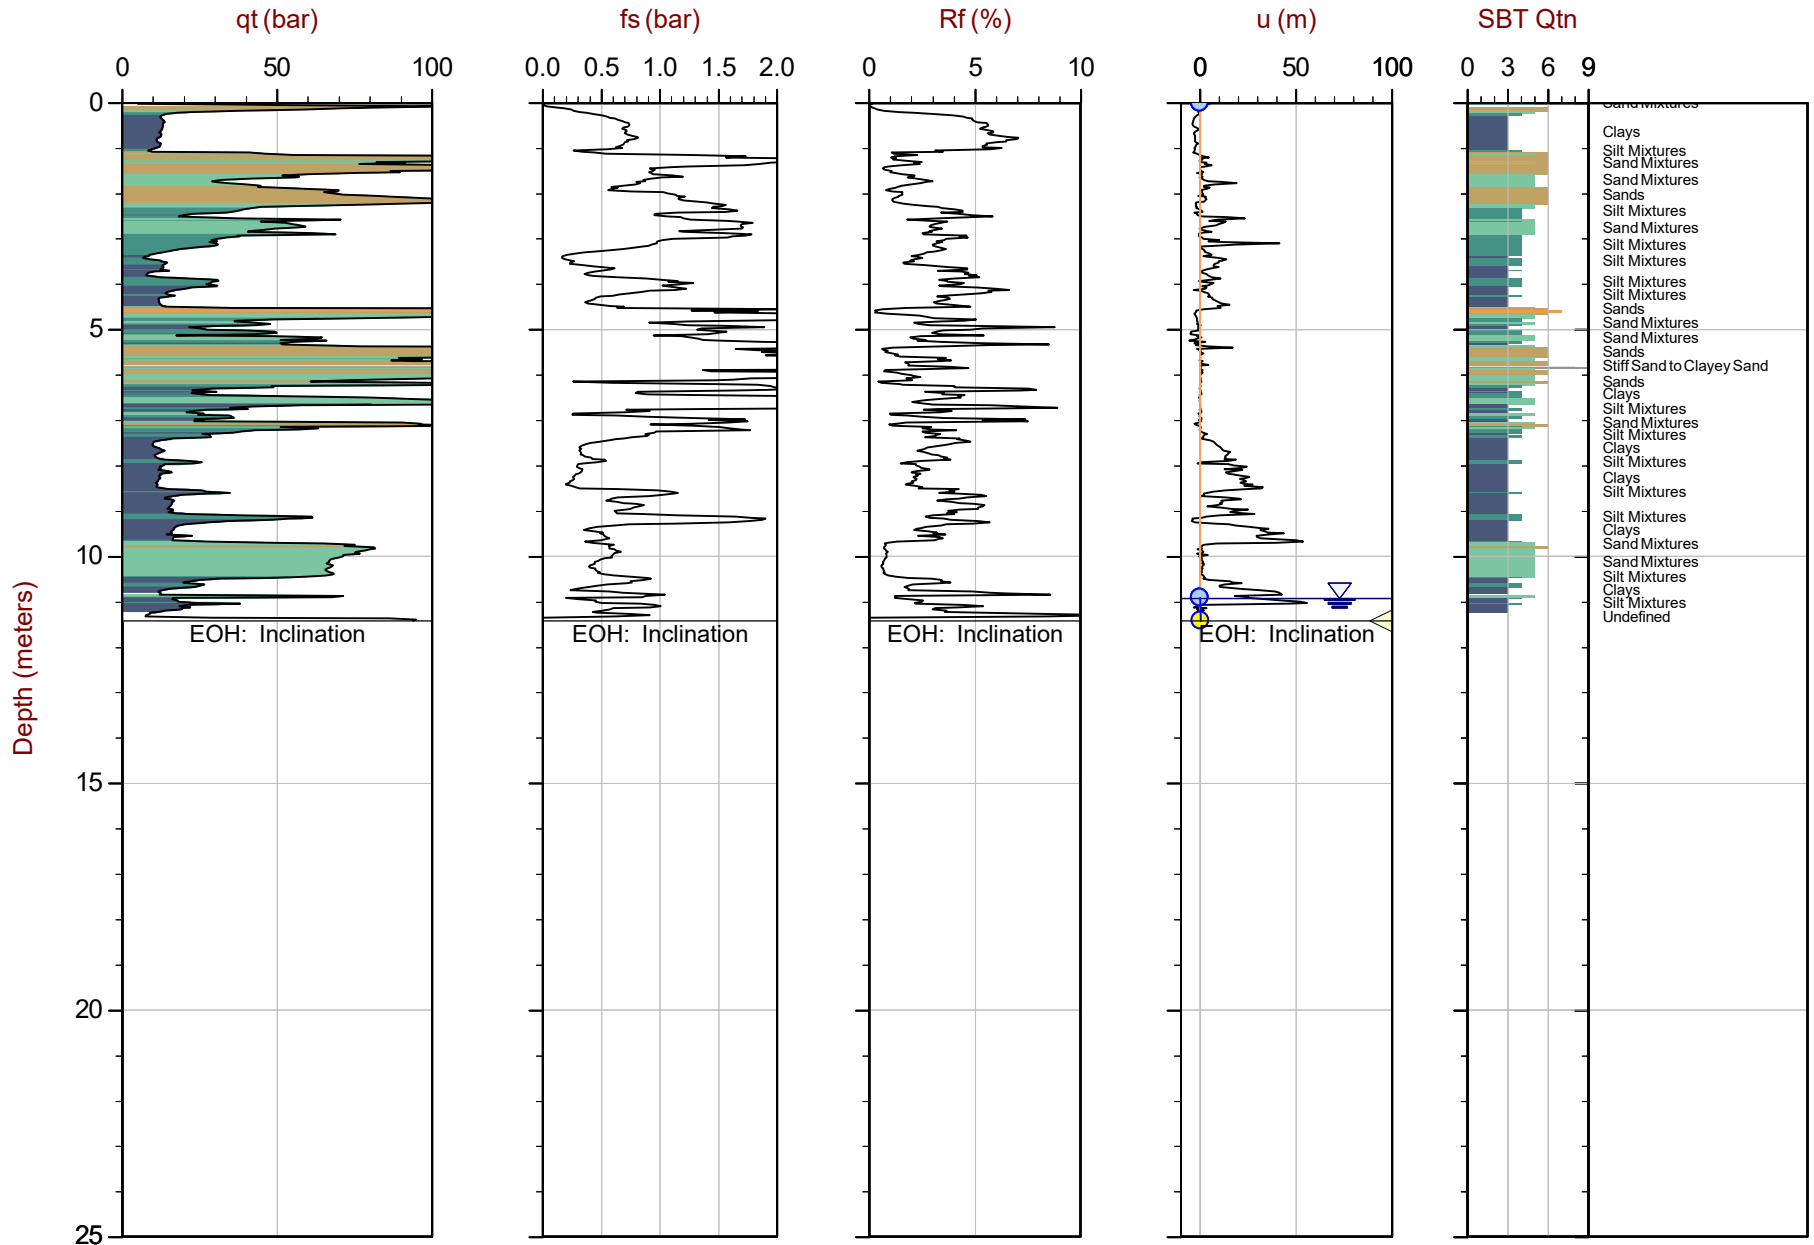 qt (bar) fs (bar) Rf (%) u (m) SBT Qtn
0 50 100 0.0 0.5 1.0 1.5 2.0 0 5 10 0 50 100 0 3 6 9
0
Sand Mixtures
Clays
Silt Mixtures
Sand Mixtures
Sand Mixtures
Sands
Silt Mixtures
Sand Mixtures
Silt Mixtures
Silt Mixtures
Silt Mixtures
Silt Mixtures
Sands
Sand Mixtures
5
Sand Mixtures
Sands
Stiff Sand to Clayey Sand
Sands
Clays
Silt Mixtures
Sand Mixtures
Silt Mixtures
Clays
Silt Mixtures
Clays
Silt Mixtures
Silt Mixtures
Clays
Sand Mixtures
10
Sand Mixtures
Silt Mixtures
Clays
Silt Mixtures
Undefined
EOH: Inclination EOH: Inclination EOH: Inclination EOH: Inclination
Depth (meters)
15
20
25